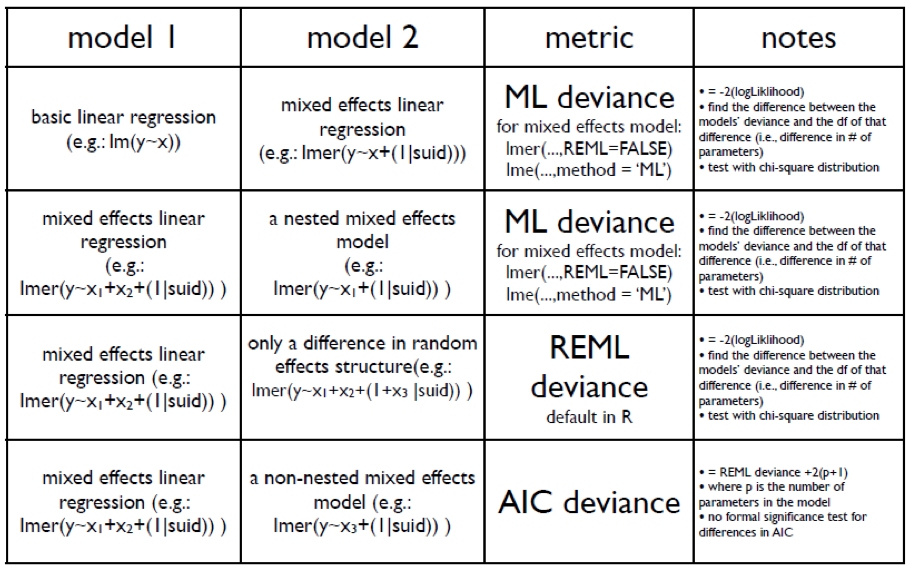 model 1
model 2
metric
notes
basic linear regression
(e.g.: lm(y~x))
mixed effects linear
regression
(e.g.: lmer(y~x+(1|suid)))
ML deviance
for mixed effects model:
lmer(...,REML=FALSE)
lme(...,method = ‘ML’)
• = -2(logLiklihood)
• find the difference between the
models’ deviance and the df of that
difference (i.e., difference in # of
parameters)
• test with chi-square distribution
mixed effects linear
regression
(e.g.:
lmer(y~x₁+x₂+(1|suid)) )
a nested mixed effects
model
(e.g.:
lmer(y~x₁+(1|suid)) )
ML deviance
for mixed effects model:
lmer(...,REML=FALSE)
lme(...,method = ‘ML’)
• = -2(logLiklihood)
• find the difference between the
models’ deviance and the df of that
difference (i.e., difference in # of
parameters)
• test with chi-square distribution
mixed effects linear
regression (e.g.:
lmer(y~x₁+x₂+(1|suid)) )
only a difference in random
effects structure(e.g.:
lmer(y~x₁+x₂+(1+x₃ |suid)) )
REML
deviance
default in R
• = -2(logLiklihood)
• find the difference between the
models’ deviance and the df of that
difference (i.e., difference in # of
parameters)
• test with chi-square distribution
mixed effects linear
regression (e.g.:
lmer(y~x₁+x₂+(1|suid)) )
a non-nested mixed effects
model (e.g.:
lmer(y~x₃+(1|suid)) )
AIC deviance
• = REML deviance +2(p+1)
• where p is the number of
parameters in the model
• no formal significance test for
differences in AIC